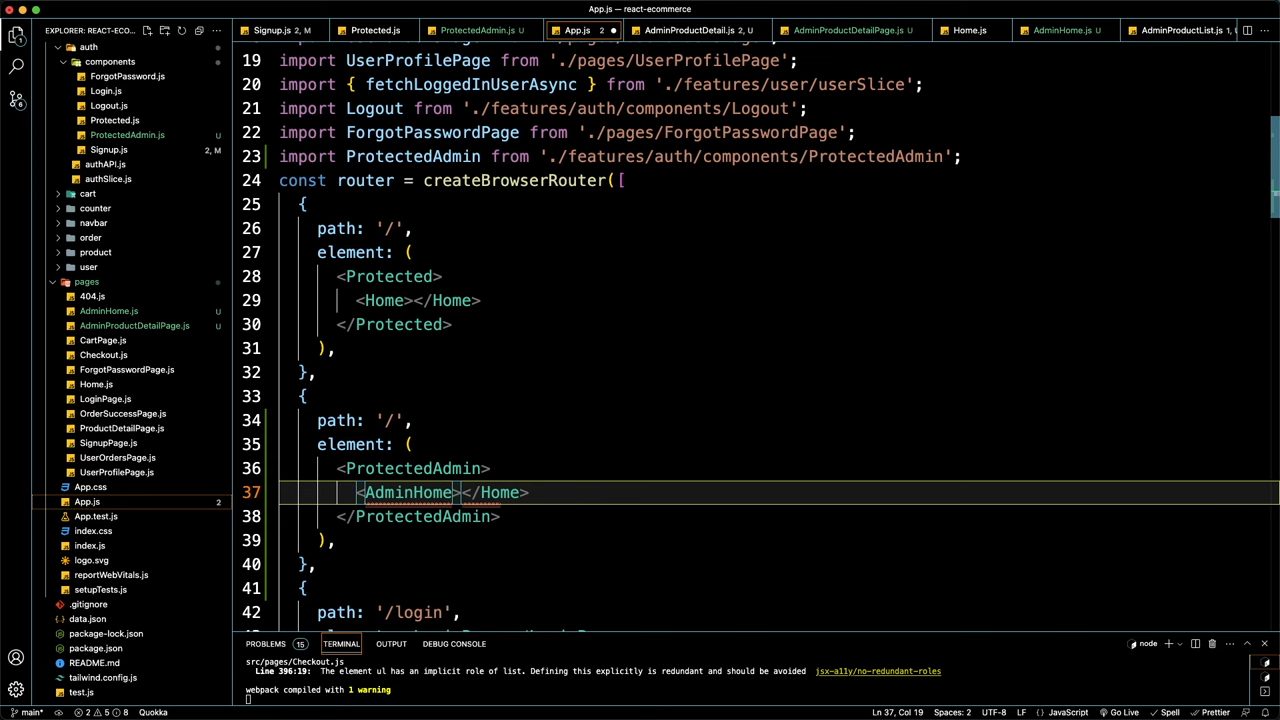 App.js — react-ecommerce
EXPLORER: REACT-ECO...
Signup.js 2, M
Protected.js
ProtectedAdmin.js U
App.js 2
AdminProductDetail.js 2, U
AdminProductDetailPage.js U
Home.js
AdminHome.js U
AdminProductList.js 1, U
auth
components
ForgotPassword.js
Login.js
Logout.js
Protected.js
ProtectedAdmin.js U
Signup.js 2, M
authAPI.js
authSlice.js
cart
counter
navbar
order
product
user
pages
404.js
AdminHome.js U
AdminProductDetailPage.js U
CartPage.js
Checkout.js
ForgotPasswordPage.js
Home.js
LoginPage.js
OrderSuccessPage.js
ProductDetailPage.js
SignupPage.js
UserOrdersPage.js
UserProfilePage.js
App.css
App.js 2
App.test.js
index.css
index.js
logo.svg
reportWebVitals.js
setupTests.js
.gitignore
data.json
package-lock.json
package.json
README.md
tailwind.config.js
test.js
19 import UserProfilePage from './pages/UserProfilePage';
20 import { fetchLoggedInUserAsync } from './features/user/userSlice';
21 import Logout from './features/auth/components/Logout';
22 import ForgotPasswordPage from './pages/ForgotPasswordPage';
23 import ProtectedAdmin from './features/auth/components/ProtectedAdmin';
24 const router = createBrowserRouter([
25 {
26 path: '/',
27 element: (
28 <Protected>
29 <Home></Home>
30 </Protected>
31 ),
32 },
33 {
34 path: '/',
35 element: (
36 <ProtectedAdmin>
37 <AdminHome></Home>
38 </ProtectedAdmin>
39 ),
40 },
41 {
42 path: '/login',
PROBLEMS 15 TERMINAL OUTPUT DEBUG CONSOLE
node
src/pages/Checkout.js
Line 396:19: The element ul has an implicit role of list. Defining this explicitly is redundant and should be avoided jsx-a11y/no-redundant-roles
webpack compiled with 1 warning
main* 2 5 8 Quokka
Ln 37, Col 19 Spaces: 2 UTF-8 LF {} JavaScript Go Live Spell Prettier